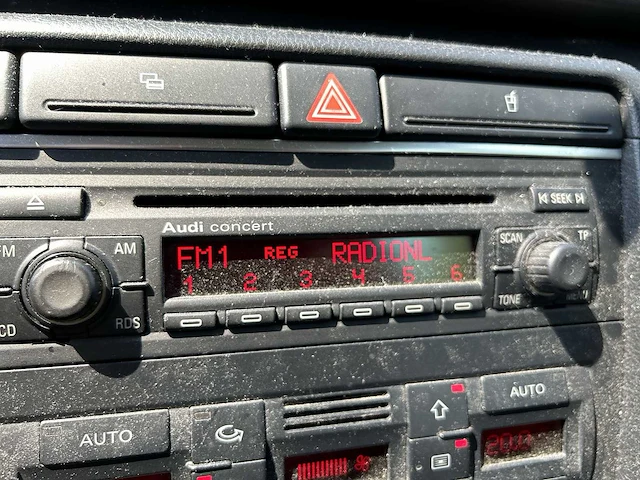 SEEK
Audi concert
FM AM
SCAN TP
FM1 REG RADIONL
1 2 3 4 5 6
CD RDS
TONE
AUTO
AUTO